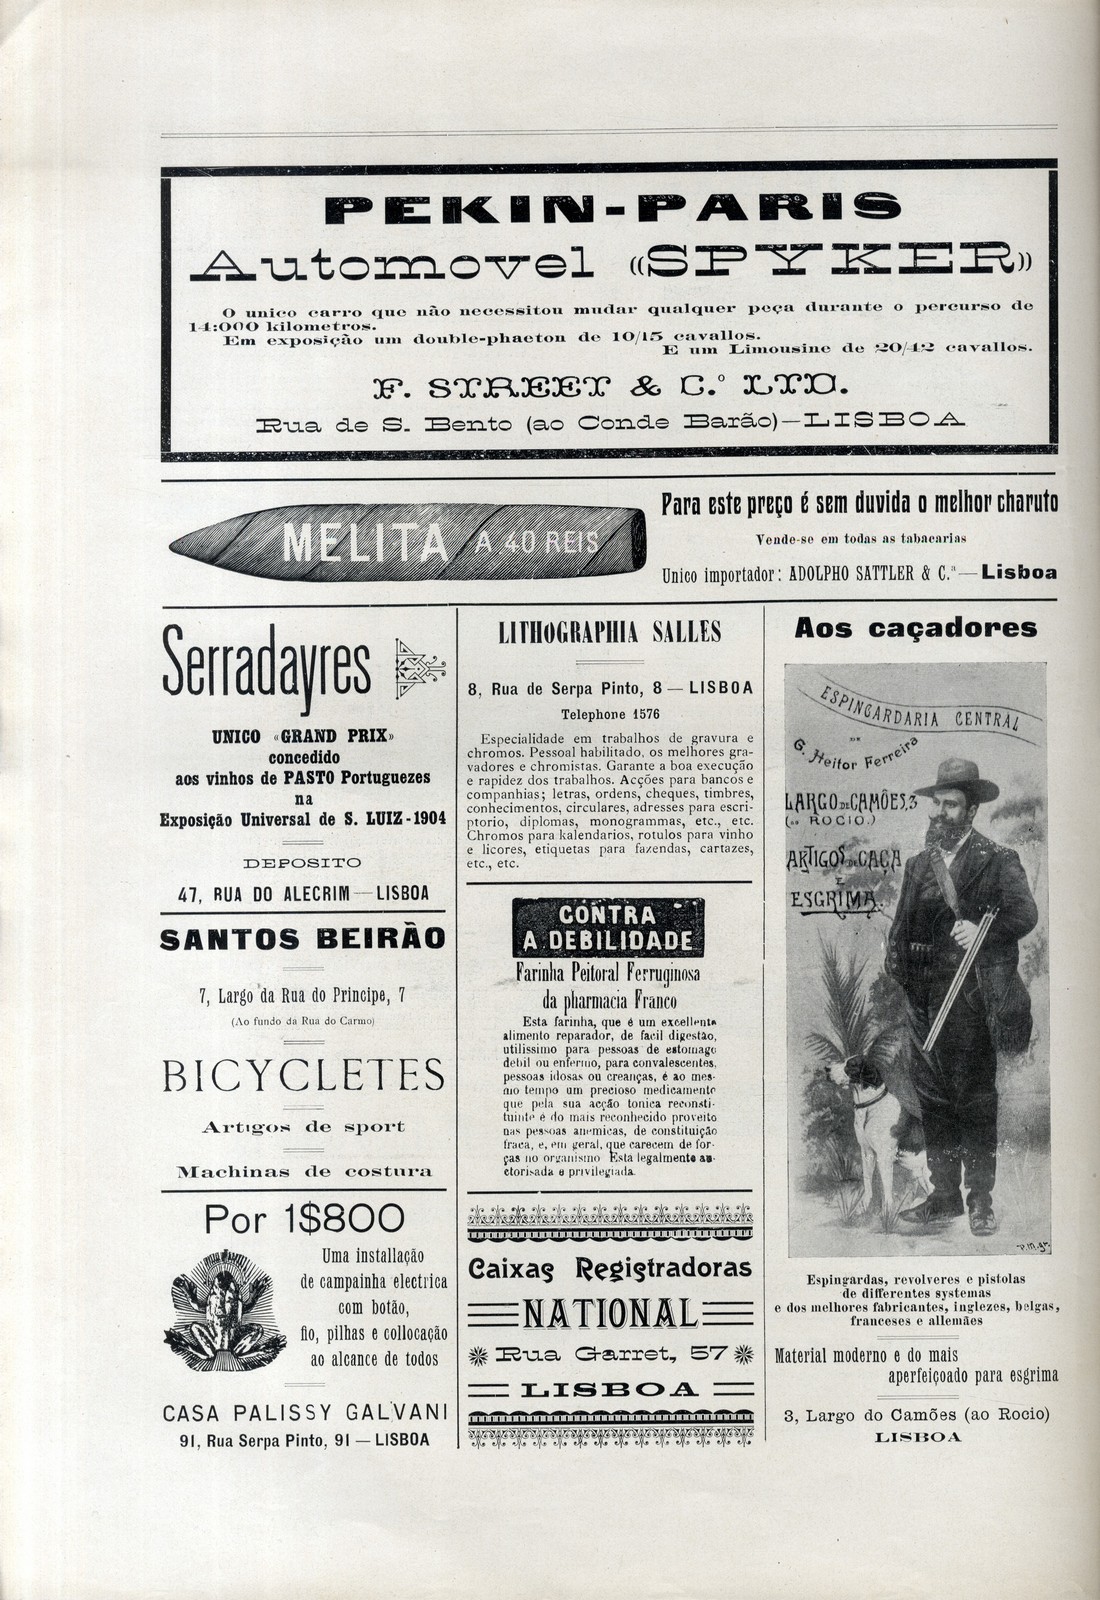 PEKIN-PARIS
Automovel «SPYKER»
O unico carro que não necessitou mudar qualquer peça durante o percurso de
14:000 kilometros.
Em exposição um double-phaeton de 10/15 cavallos.
E um Limousine de 20/42 cavallos.
F. STREET & C.º LTD.
Rua de S. Bento (ao Conde Barão)—LISBOA
MELITA A 40 REIS
Para este preço é sem duvida o melhor charuto
Vende-se em todas as tabacarias
Unico importador: ADOLPHO SATTLER & C.ª—Lisboa
Serradayres
UNICO «GRAND PRIX»
concedido
aos vinhos de PASTO Portuguezes
na
Exposição Universal de S. LUIZ-1904
DEPOSITO
47, RUA DO ALECRIM—LISBOA
SANTOS BEIRÃO
7, Largo da Rua do Principe, 7
(Ao fundo da Rua do Carmo)
BICYCLETES
Artigos de sport
Machinas de costura
Por 1$800
Uma installação
de campainha electrica
com botão,
fio, pilhas e collocação
ao alcance de todos
CASA PALISSY GALVANI
91, Rua Serpa Pinto, 91 — LISBOA
LITHOGRAPHIA SALLES
8, Rua de Serpa Pinto, 8 — LISBOA
Telephone 1576
Especialidade em trabalhos de gravura e
chromos. Pessoal habilitado, os melhores gra-
vadores e chromistas. Garante a boa execução
e rapidez dos trabalhos. Acções para bancos e
companhias; letras, ordens, cheques, timbres,
conhecimentos, circulares, adresses para escri-
ptorio, diplomas, monogrammas, etc., etc.
Chromos para kalendarios, rotulos para vinho
e licores, etiquetas para fazendas, cartazes,
etc., etc.
CONTRA
A DEBILIDADE
Farinha Peitoral Ferruginosa
da pharmacia Franco
Esta farinha, que é um excellente
alimento reparador, de facil digestão,
utilissimo para pessoas de estomago
debil ou enfermo, para convalescentes,
pessoas idosas ou creanças, é ao mes-
mo tempo um precioso medicamento
que pela sua acção tonica reconsti-
tuinte é do mais reconhecido proveito
nas pessoas anemicas, de constituição
fraca, e, em geral, que carecem de for-
ças no organismo Esta legalmente au-
ctorisada e privilegiada.
Caixas Registradoras
NATIONAL
Rua Garret, 57
LISBOA
Aos caçadores
ESPINGARDARIA CENTRAL
DE
G. Heitor Ferreira
LARGO DE CAMÕES, 3
(AO ROCIO.)
ARTIGOS DE CAÇA
E
ESGRIMA.
P.M. gr.
Espingardas, revolveres e pistolas
de differentes systemas
e dos melhores fabricantes, inglezes, belgas,
francezes e allemães
Material moderno e do mais
aperfeiçoado para esgrima
3, Largo do Camões (ao Rocio)
LISBOA